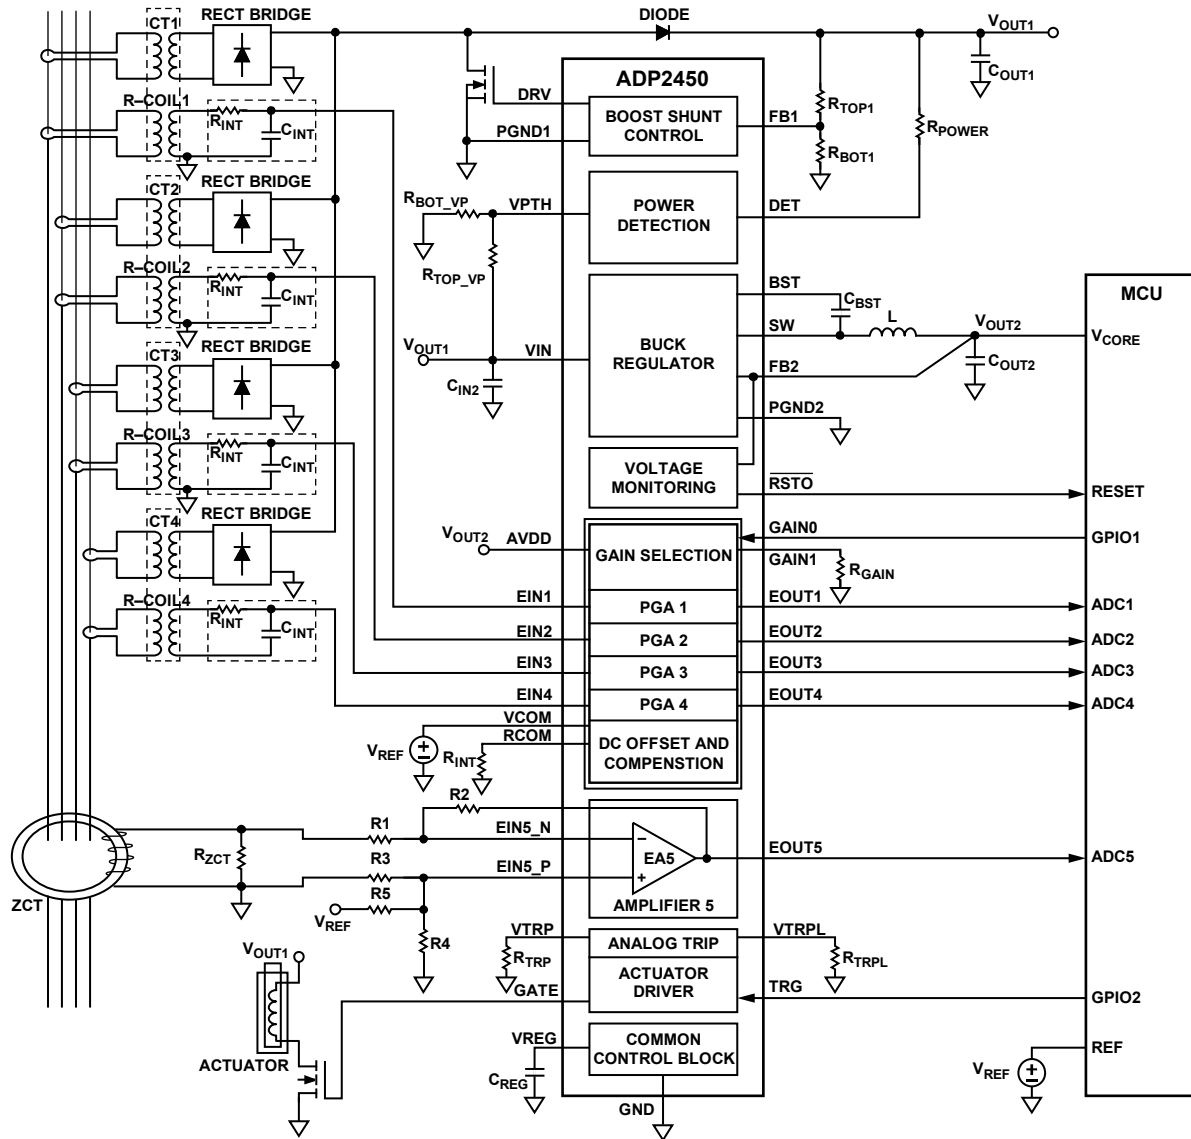 CT1
RECT BRIDGE
DIODE
VOUT1
COUT1
ADP2450
R–COIL1
RINT
CINT
DRV
PGND1
BOOST SHUNT
CONTROL
FB1
RTOP1
RBOT1
RPOWER
CT2
RECT BRIDGE
RBOT_VP
VPTH
RTOP_VP
POWER
DETECTION
DET
R–COIL2
RINT
CINT
VOUT1
VIN
CIN2
BUCK
REGULATOR
BST
CBST
SW
L
VOUT2
FB2
COUT2
PGND2
MCU
VCORE
CT3
RECT BRIDGE
R–COIL3
RINT
CINT
VOLTAGE
MONITORING
RSTO
RESET
CT4
RECT BRIDGE
VOUT2
AVDD
GAIN SELECTION
GAIN0
GPIO1
GAIN1
RGAIN
R–COIL4
RINT
CINT
EIN1
PGA 1
EOUT1
ADC1
EIN2
PGA 2
EOUT2
ADC2
EIN3
PGA 3
EOUT3
ADC3
EIN4
PGA 4
EOUT4
ADC4
VCOM
RCOM
VREF
RINT
DC OFFSET AND
COMPENSTION
R2
R1
EIN5_N
RZCT
R3
EIN5_P
EA5
EOUT5
ADC5
R5
VREF
AMPLIFIER 5
ZCT
R4
VOUT1
VTRP
RTRP
ANALOG TRIP
VTRPL
RTRPL
ACTUATOR
DRIVER
GATE
TRG
GPIO2
ACTUATOR
VREG
CREG
COMMON
CONTROL BLOCK
GND
VREF
REF